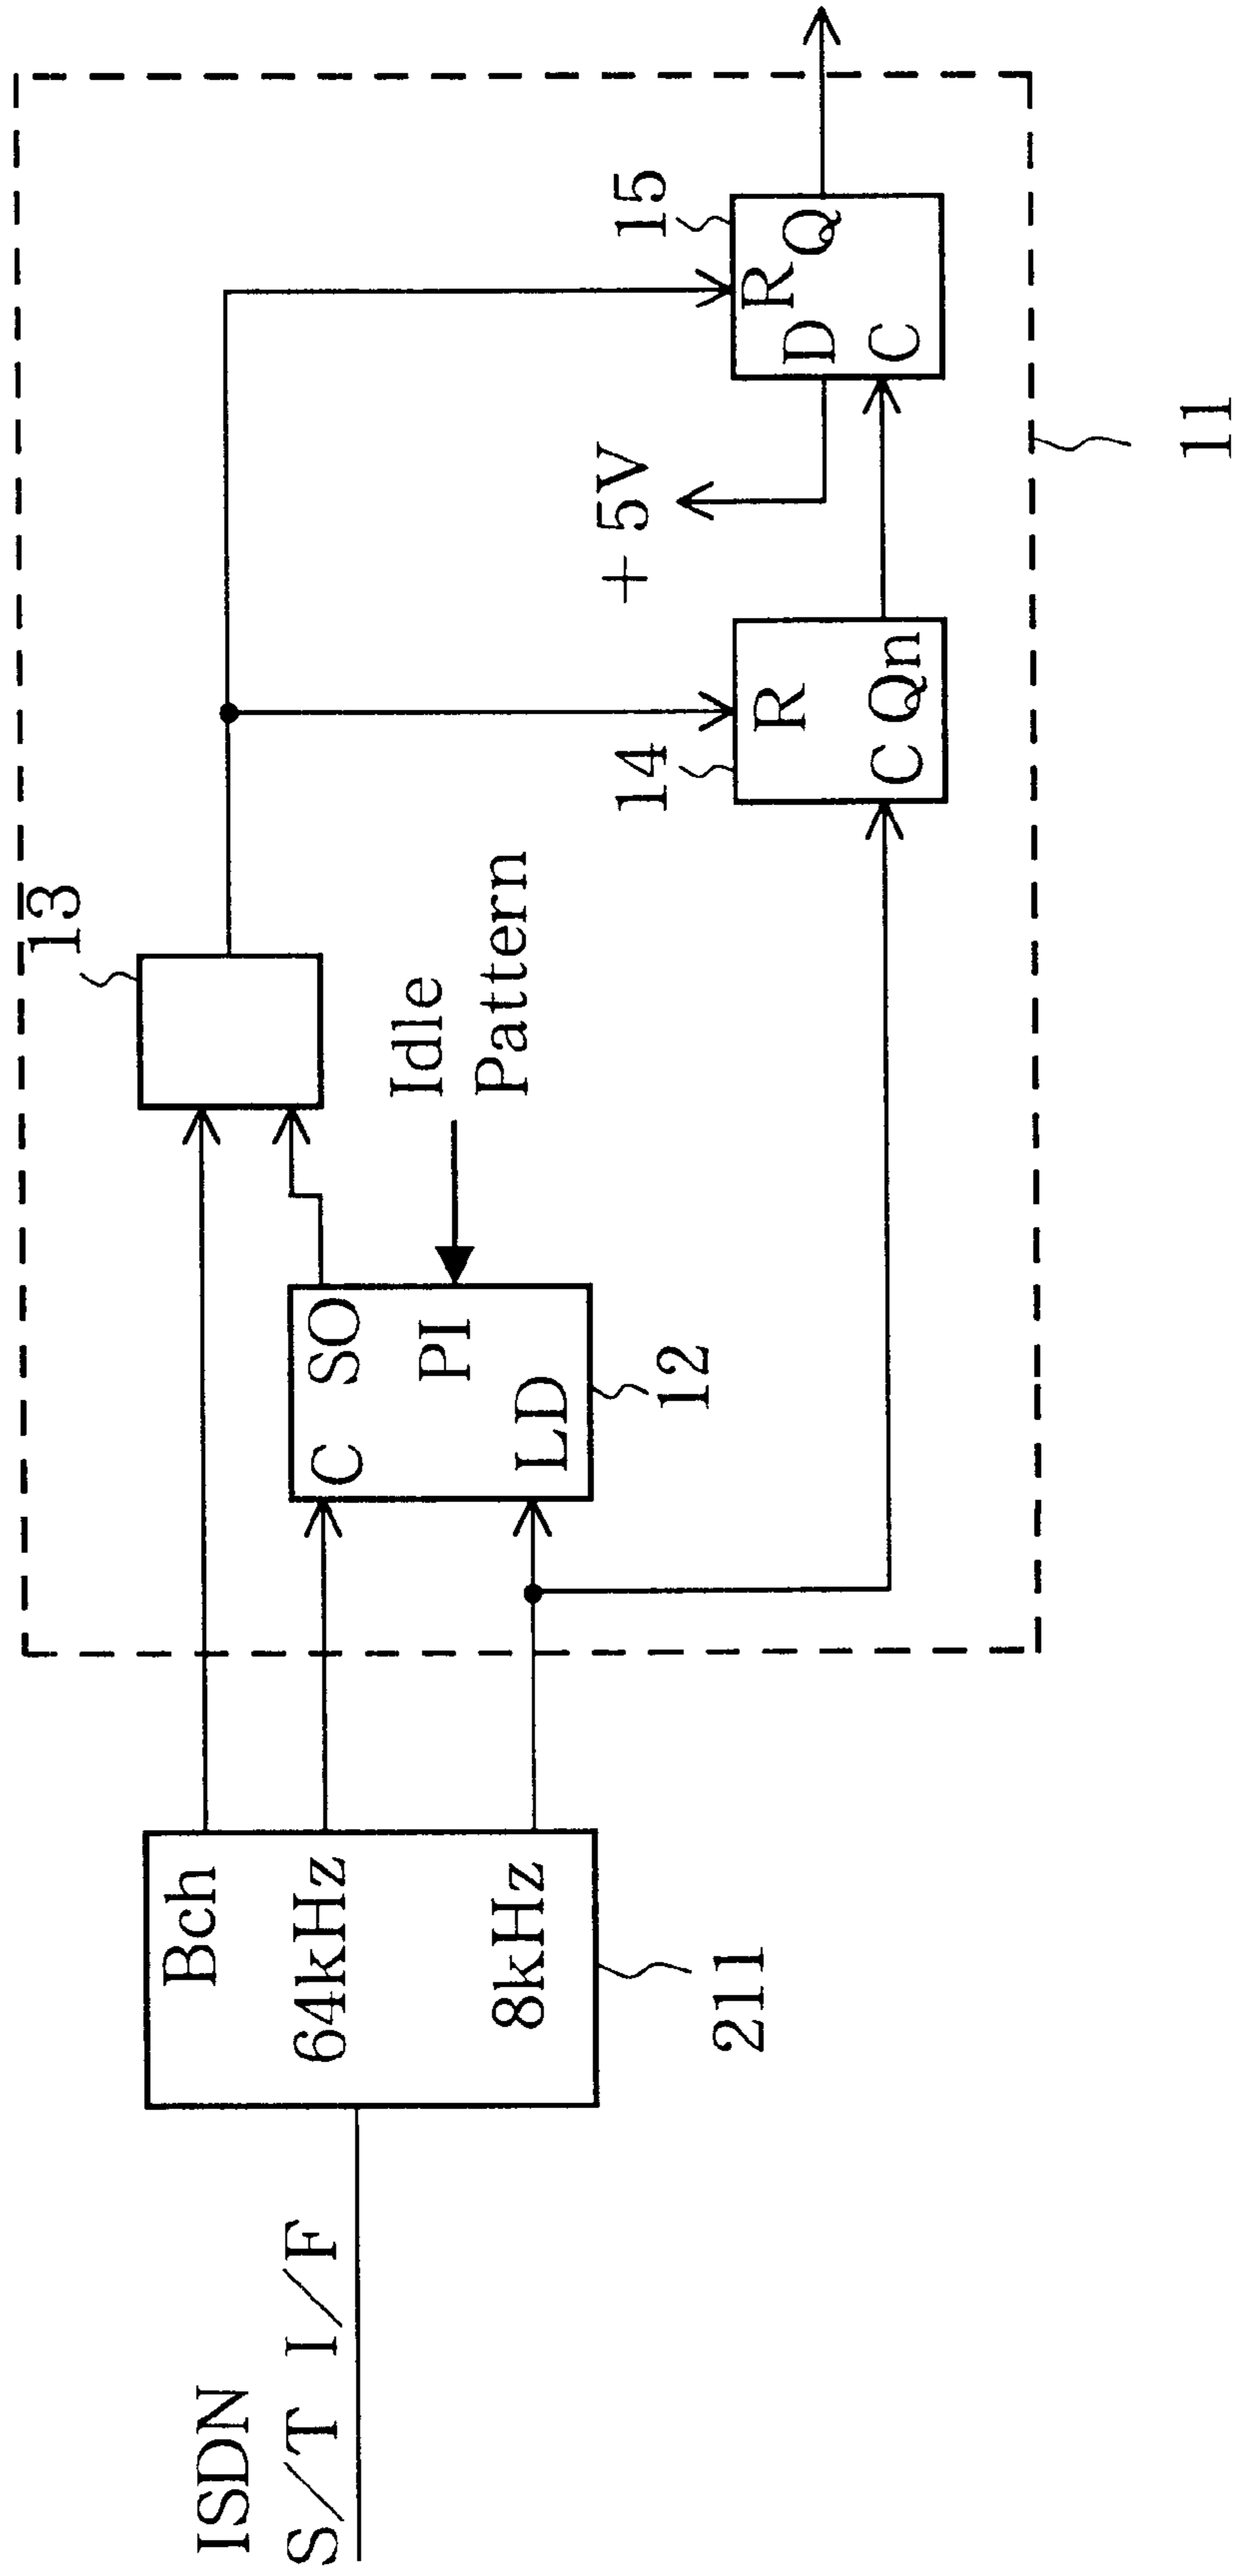 ISDN
S/T I/F
211
Bch
64kHz
8kHz
11
12
C SO
PI
LD
Idle
Pattern
13
14
R
C Qn
+5V
15
R
D Q
C